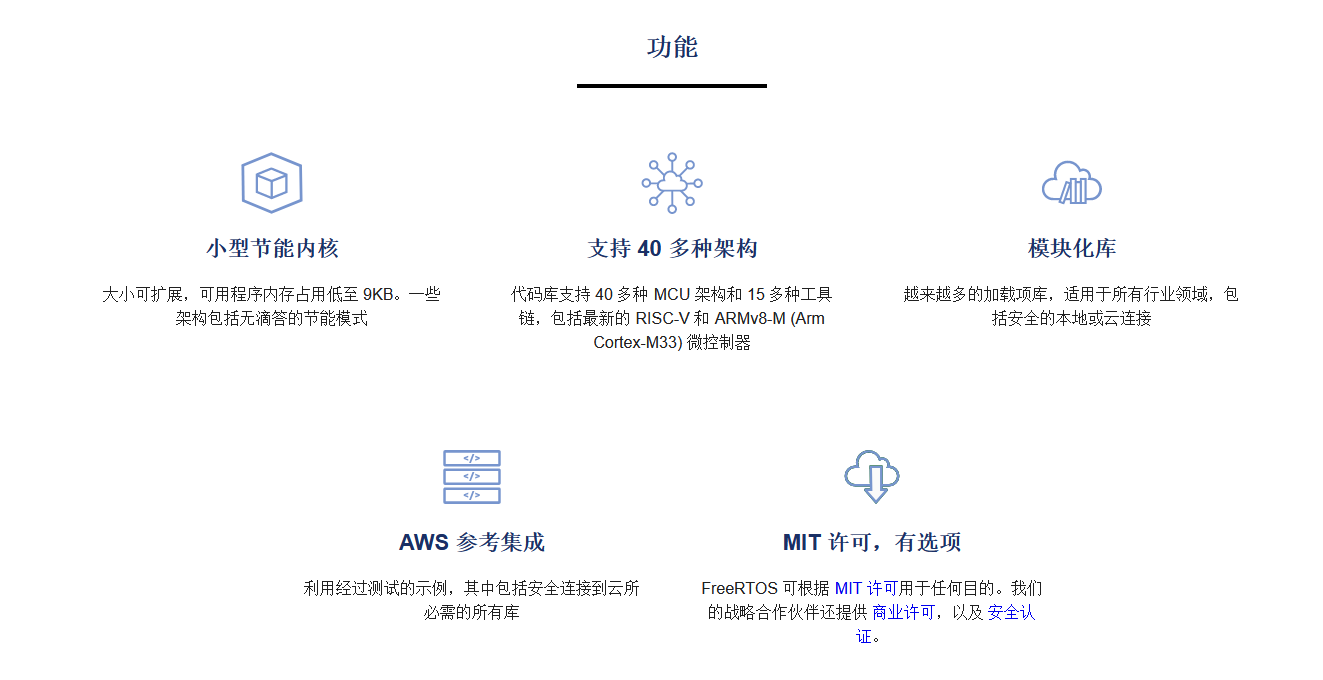 功能
小型节能内核
大小可扩展，可用程序内存占用低至 9KB。一些
架构包括无滴答的节能模式
支持 40 多种架构
代码库支持 40 多种 MCU 架构和 15 多种工具
链，包括最新的 RISC-V 和 ARMv8-M (Arm
Cortex-M33) 微控制器
模块化库
越来越多的加载项库，适用于所有行业领域，包
括安全的本地或云连接
</>
</>
</>
AWS 参考集成
利用经过测试的示例，其中包括安全连接到云所
必需的所有库
MIT 许可，有选项
FreeRTOS 可根据 MIT 许可用于任何目的。我们
的战略合作伙伴还提供 商业许可，以及 安全认
证。